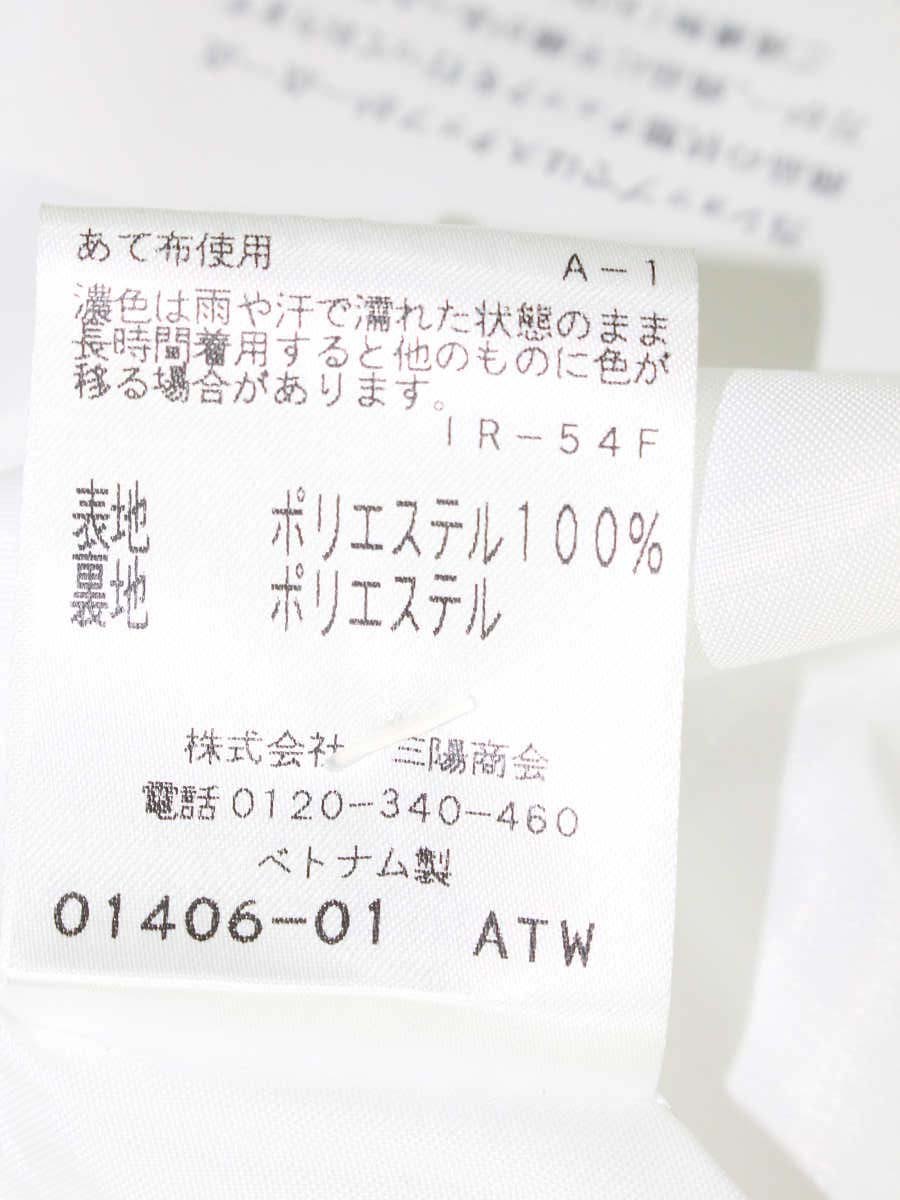 あて布使用 A-1
濃色は雨や汗で濡れた状態のまま
長時間着用すると他のものに色が
移る場合があります。
IR-54F
表地 ポリエステル100%
裏地 ポリエステル
株式会社 三陽商会
電話0120-340-460
ベトナム製
01406-01 ATW